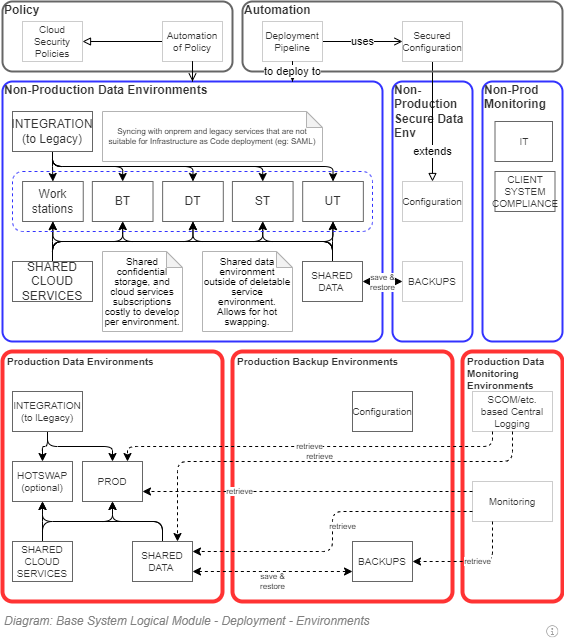 Policy
Automation
Cloud
Security
Policies
Automation
of Policy
Deployment
Pipeline
uses
Secured
Configuration
to deploy to
Non-Production Data Environments
Non-
Production
Secure Data
Env
Non-Prod
Monitoring
INTEGRATION
(to Legacy)
Syncing with onprem and legacy services that are not
suitable for Infrastructure as Code deployment (eg: SAML)
extends
IT
Work
stations
BT
DT
ST
UT
Configuration
CLIENT
SYSTEM
COMPLIANCE
SHARED
CLOUD
SERVICES
Shared
confidential
storage, and
cloud services
subscriptions
costly to develop
per environment.
Shared data
environment
outside of deletable
service
environment.
Allows for hot
swapping.
SHARED
DATA
save &
restore
BACKUPS
Production Data Environments
Production Backup Environments
Production Data
Monitoring
Environments
INTEGRATION
(to lLegacy)
Configuration
SCOM/etc.
based Central
Logging
retrieve
retrieve
HOTSWAP
(optional)
PROD
retrieve
Monitoring
retrieve
SHARED
CLOUD
SERVICES
SHARED
DATA
save &
restore
BACKUPS
retrieve
Diagram: Base System Logical Module - Deployment - Environments